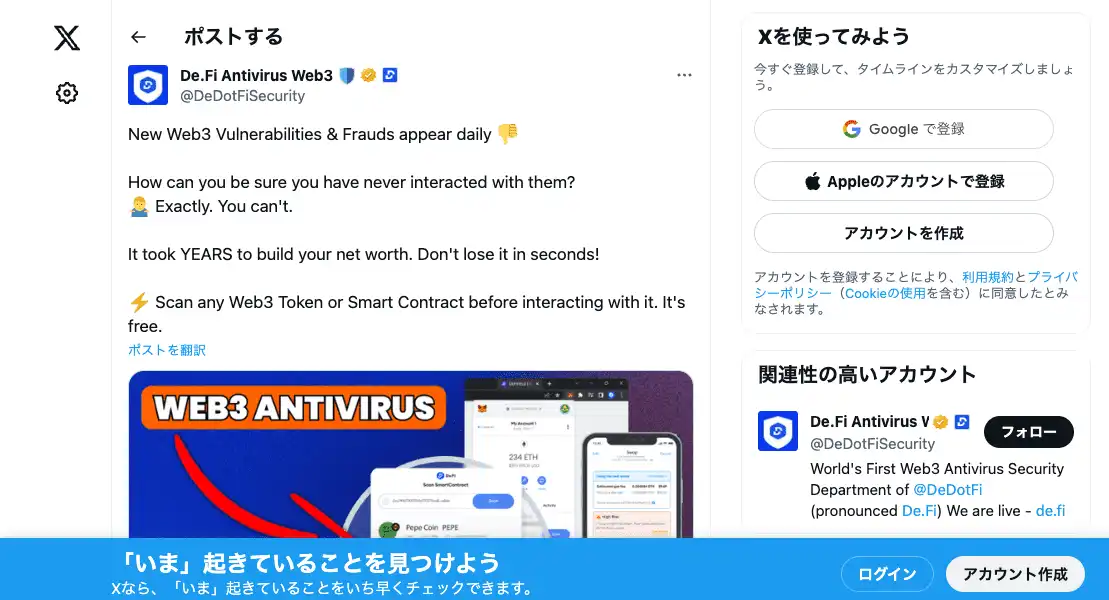 ポストする
De.Fi Antivirus Web3
@DeDotFiSecurity
New Web3 Vulnerabilities & Frauds appear daily 👎
How can you be sure you have never interacted with them?
🤷‍♂️ Exactly. You can't.
It took YEARS to build your net worth. Don't lose it in seconds!
⚡ Scan any Web3 Token or Smart Contract before interacting with it. It's
free.
ポストを翻訳
WEB3 ANTIVIRUS
My Account 1
234 ETH
De.Fi
Scan SmartContract
Scan
Pepe Coin PEPE
Activity
Xを使ってみよう
今すぐ登録して、タイムラインをカスタマイズしましょ
う。
Google で登録
Appleのアカウントで登録
アカウントを作成
アカウントを登録することにより、利用規約とプライバ
シーポリシー（Cookieの使用を含む）に同意したとみ
なされます。
関連性の高いアカウント
De.Fi Antivirus W
@DeDotFiSecurity
フォロー
World's First Web3 Antivirus Security
Department of @DeDotFi
(pronounced De.Fi) We are live - de.fi
「いま」起きていることを見つけよう
Xなら、「いま」起きていることをいち早くチェックできます。
ログイン
アカウント作成